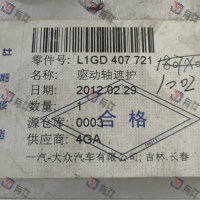 零件号: L1GD 407 721
名称: 驱动轴遮护
日期: 2012.02.29
数量: 1
源仓库: 0003
供应商: 4GA
合格
一汽-大众汽车有限公司; 吉林.长春